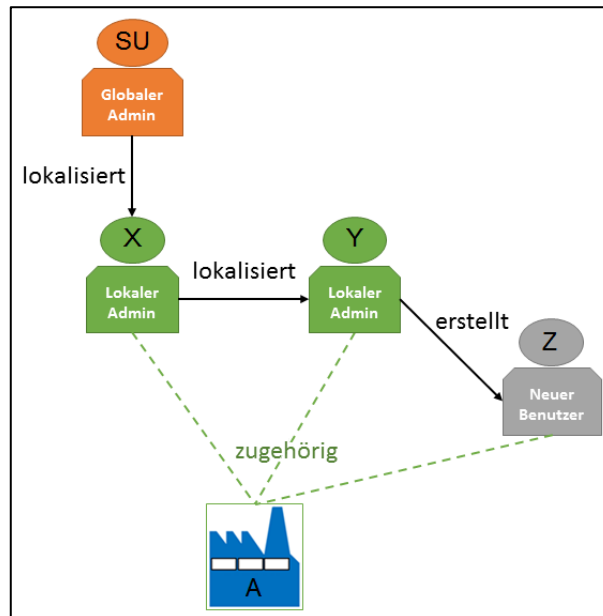 SU
Globaler
Admin
lokalisiert
X
Lokaler
Admin
lokalisiert
Y
Lokaler
Admin
erstellt
Z
Neuer
Benutzer
zugehörig
A